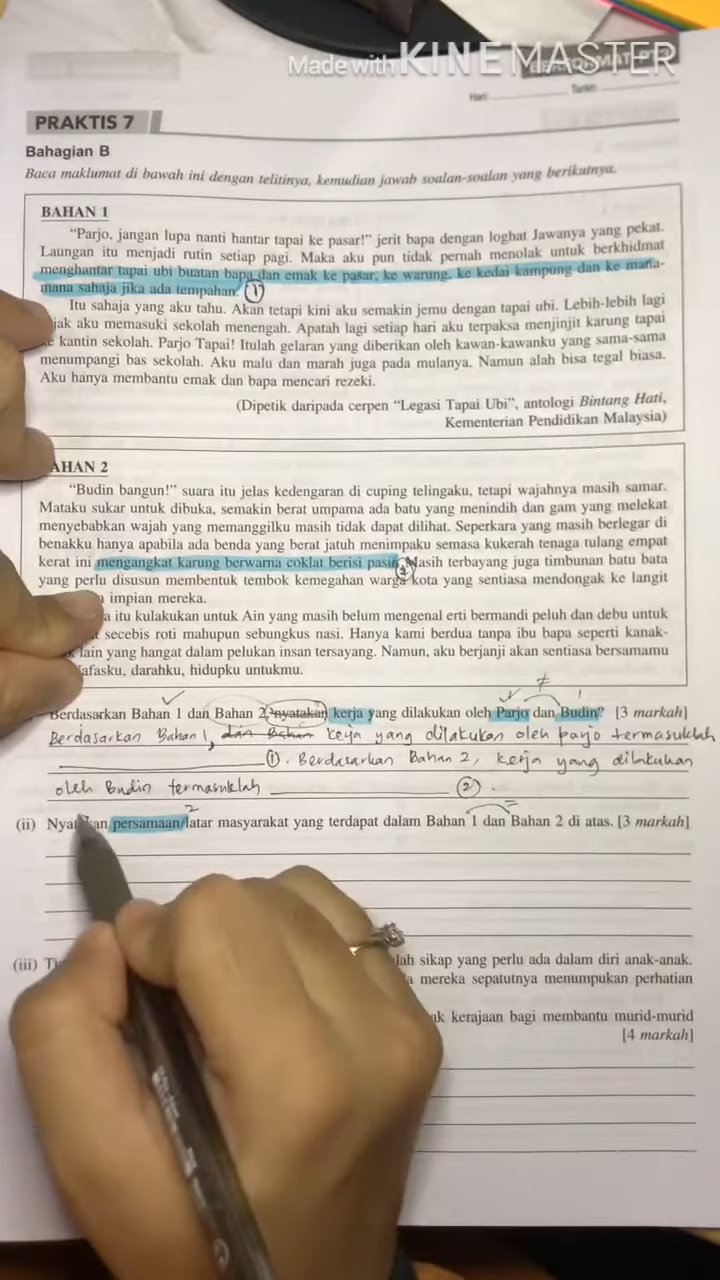 Made with KINEMASTER
Hari:
Tarikh:
PRAKTIS 7
Bahagian B
Baca maklumat di bawah ini dengan telitinya, kemudian jawab soalan-soalan yang berikutnya.
BAHAN 1
“Parjo, jangan lupa nanti hantar tapai ke pasar!” jerit bapa dengan loghat Jawanya yang pekat.
Laungan itu menjadi rutin setiap pagi. Maka aku pun tidak pernah menolak untuk berkhidmat
menghantar tapai ubi buatan bapa dan emak ke pasar, ke warung, ke kedai kampung dan ke mana-
mana sahaja jika ada tempahan. 1
Itu sahaja yang aku tahu. Akan tetapi kini aku semakin jemu dengan tapai ubi. Lebih-lebih lagi
jak aku memasuki sekolah menengah. Apatah lagi setiap hari aku terpaksa menjinjit karung tapai
kantin sekolah. Parjo Tapai! Itulah gelaran yang diberikan oleh kawan-kawanku yang sama-sama
menumpangi bas sekolah. Aku malu dan marah juga pada mulanya. Namun alah bisa tegal biasa.
Aku hanya membantu emak dan bapa mencari rezeki.
(Dipetik daripada cerpen “Legasi Tapai Ubi”, antologi Bintang Hati,
Kementerian Pendidikan Malaysia)
AHAN 2
“Budin bangun!” suara itu jelas kedengaran di cuping telingaku, tetapi wajahnya masih samar.
Mataku sukar untuk dibuka, semakin berat umpama ada batu yang menindih dan gam yang melekat
menyebabkan wajah yang memanggilku masih tidak dapat dilihat. Seperkara yang masih berlegar di
benakku hanya apabila ada benda yang berat jatuh menimpaku semasa kukerah tenaga tulang empat
kerat ini mengangkat karung berwarna coklat berisi pasir. 2 Masih terbayang juga timbunan batu bata
yang perlu disusun membentuk tembok kemegahan warga kota yang sentiasa mendongak ke langit
impian mereka.
a itu kulakukan untuk Ain yang masih belum mengenal erti bermandi peluh dan debu untuk
secebis roti mahupun sebungkus nasi. Hanya kami berdua tanpa ibu bapa seperti kanak-
lain yang hangat dalam pelukan insan tersayang. Namun, aku berjanji akan sentiasa bersamamu
afasku, darahku, hidupku untukmu.
Berdasarkan Bahan 1 dan Bahan 2, nyatakan kerja yang dilakukan oleh Parjo dan Budin? [3 markah]
Berdasarkan Bahan 1, dan Bahan kerja yang dilakukan oleh parjo termasuklah
1. Berdasarkan Bahan 2, kerja yang dilakukan
oleh Budin termasuklah 2.
(ii) Nyatakan persamaan latar masyarakat yang terdapat dalam Bahan 1 dan Bahan 2 di atas. [3 markah]
(iii) Ti lah sikap yang perlu ada dalam diri anak-anak.
a mereka sepatutnya menumpukan perhatian
ak kerajaan bagi membantu murid-murid
[4 markah]